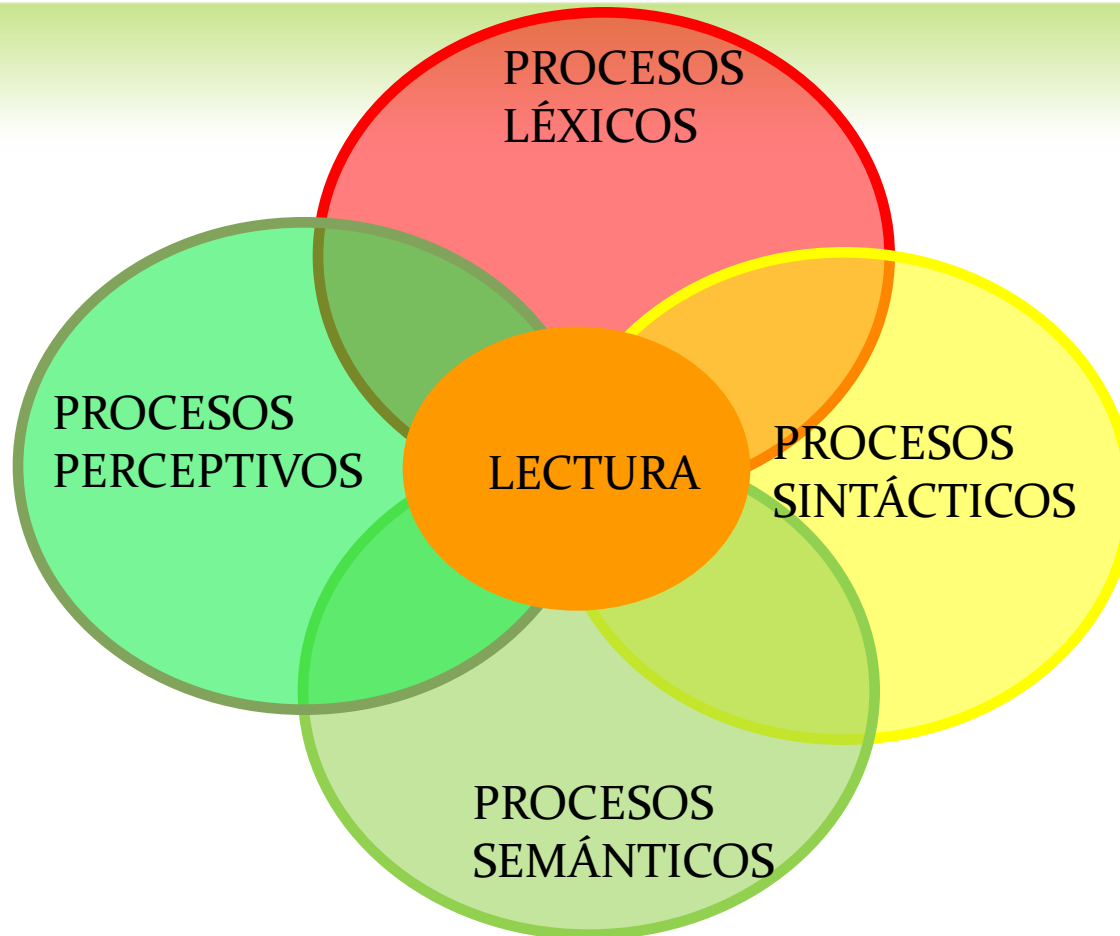 PROCESOS
LÉXICOS
PROCESOS
PERCEPTIVOS
LECTURA
PROCESOS
SINTÁCTICOS
PROCESOS
SEMÁNTICOS